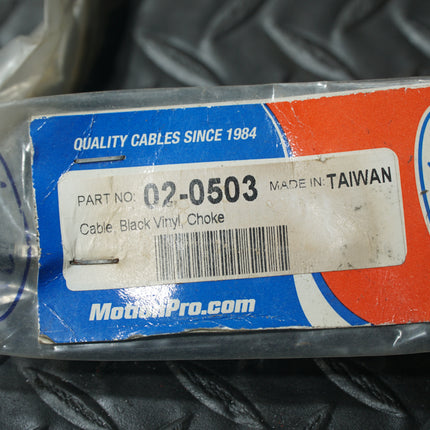 QUALITY CABLES SINCE 1984
PART NO: 02-0503 MADE IN: TAIWAN
Cable, Black Vinyl, Choke
MotionPro.com